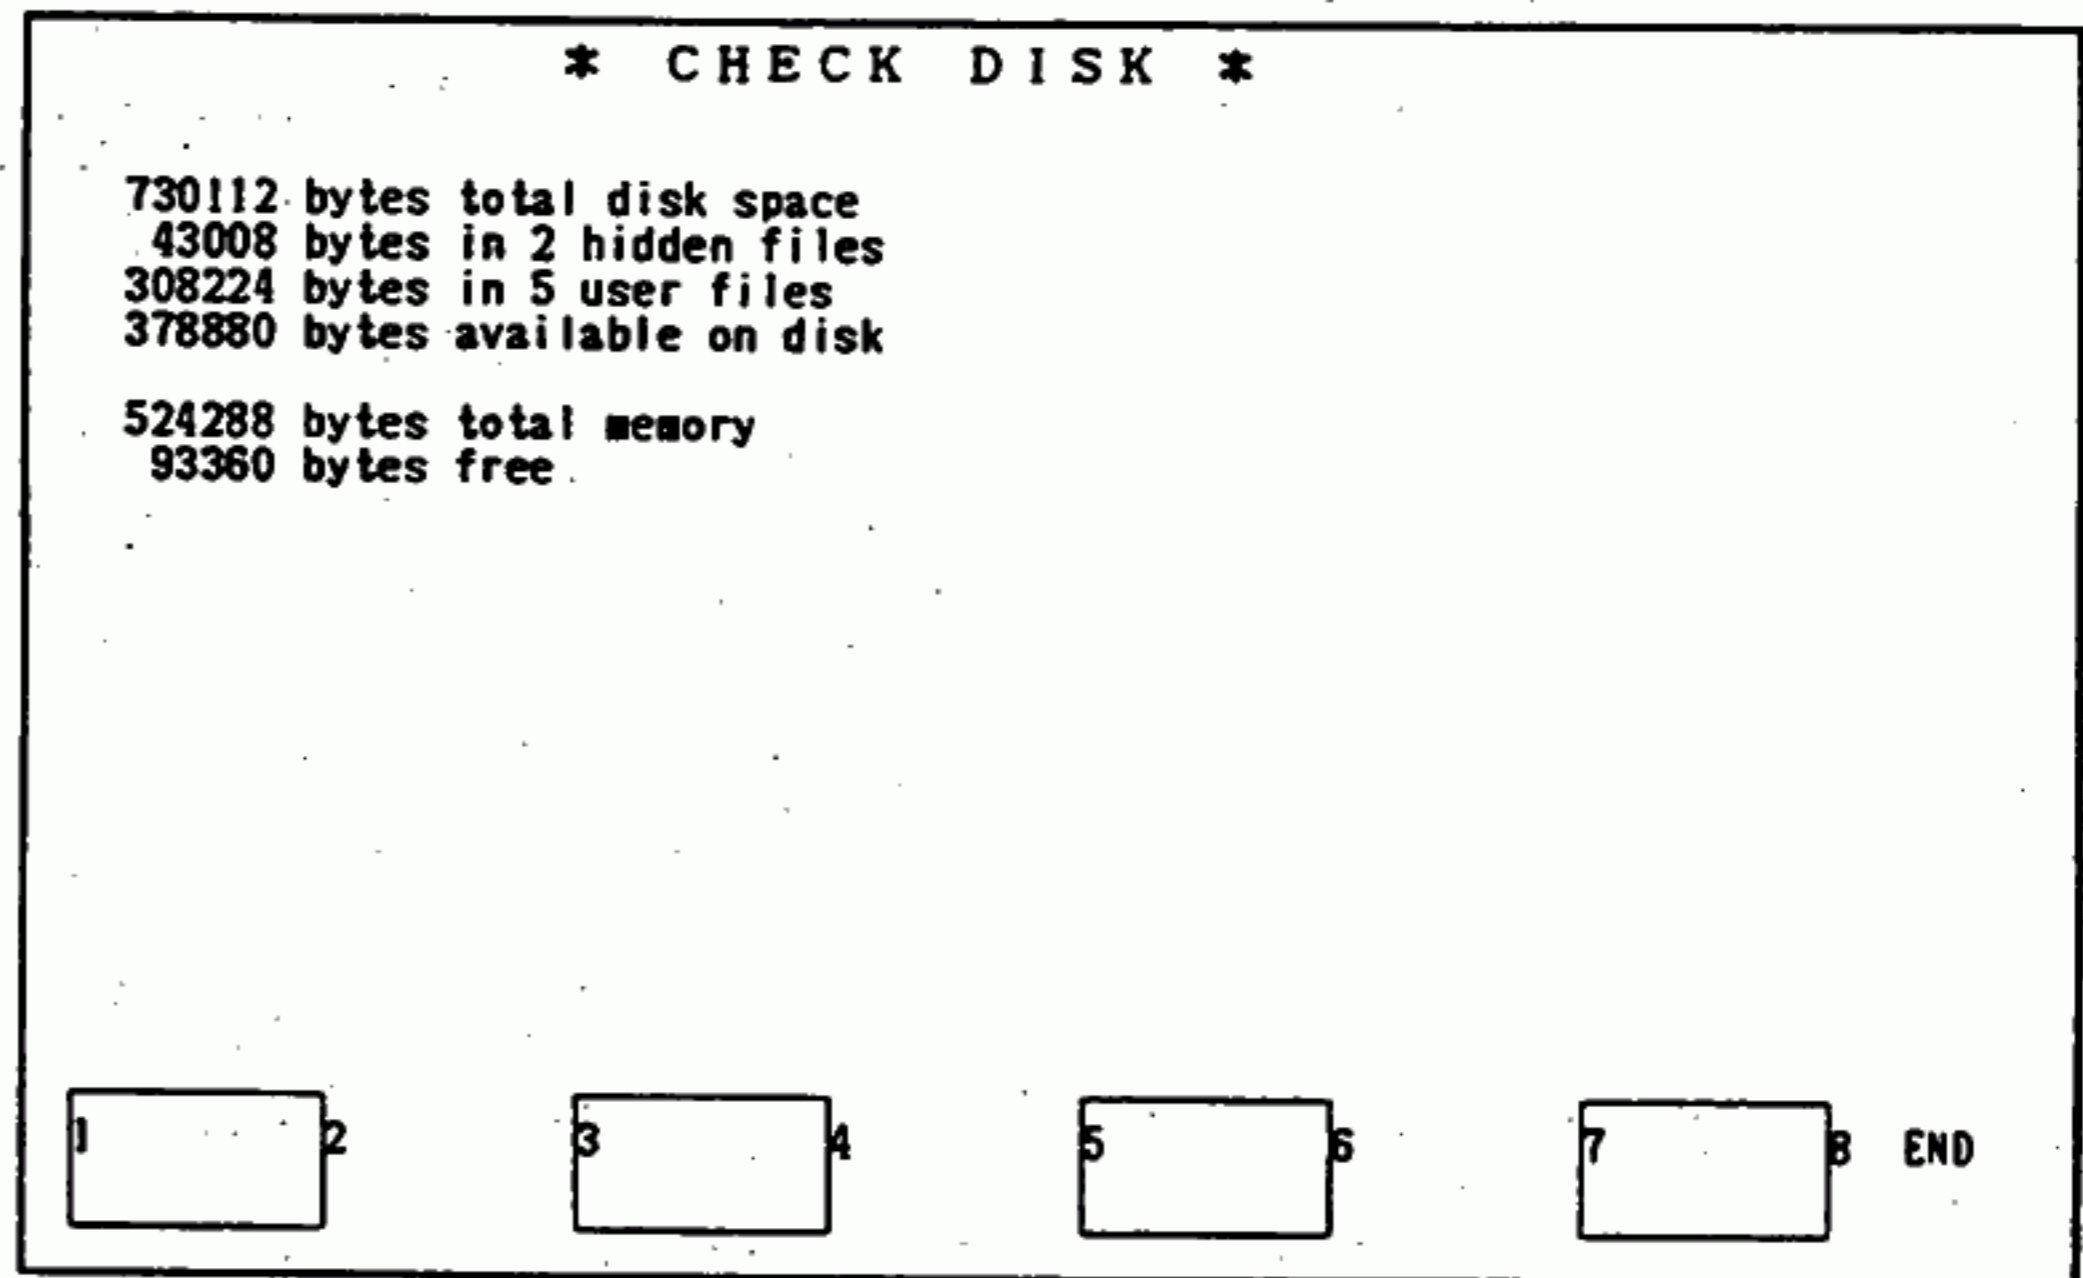 * CHECK DISK *
730112 bytes total disk space
43008 bytes in 2 hidden files
308224 bytes in 5 user files
378880 bytes available on disk
524288 bytes total memory
93360 bytes free
1 2 3 4 5 6 7 8 END